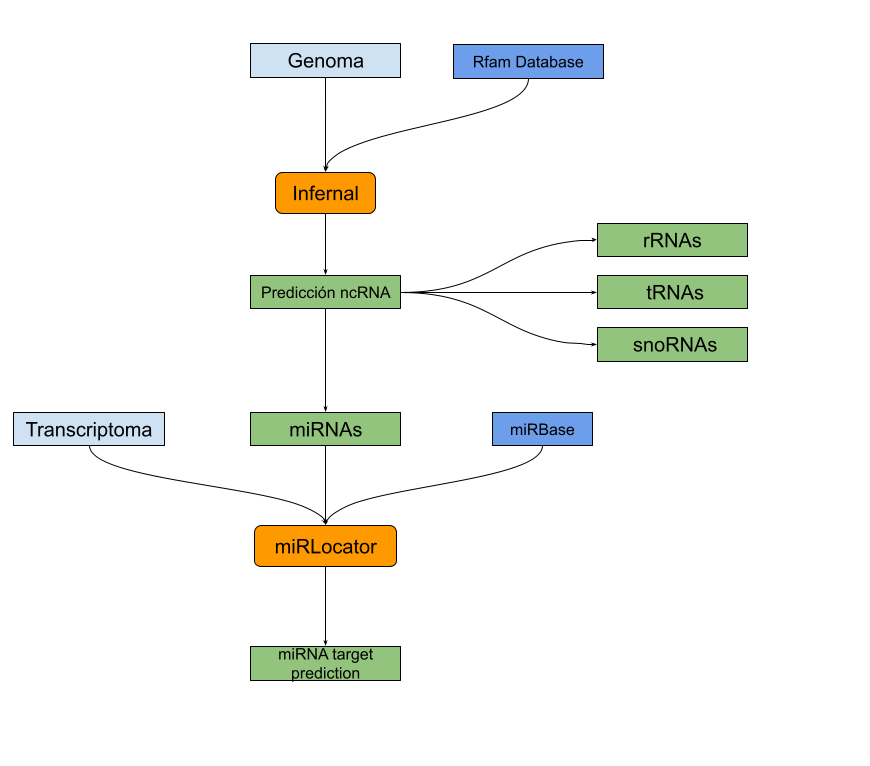 Genoma
Rfam Database
Infernal
rRNAs
Predicción ncRNA
tRNAs
snoRNAs
Transcriptoma
miRNAs
miRBase
miRLocator
miRNA target
prediction